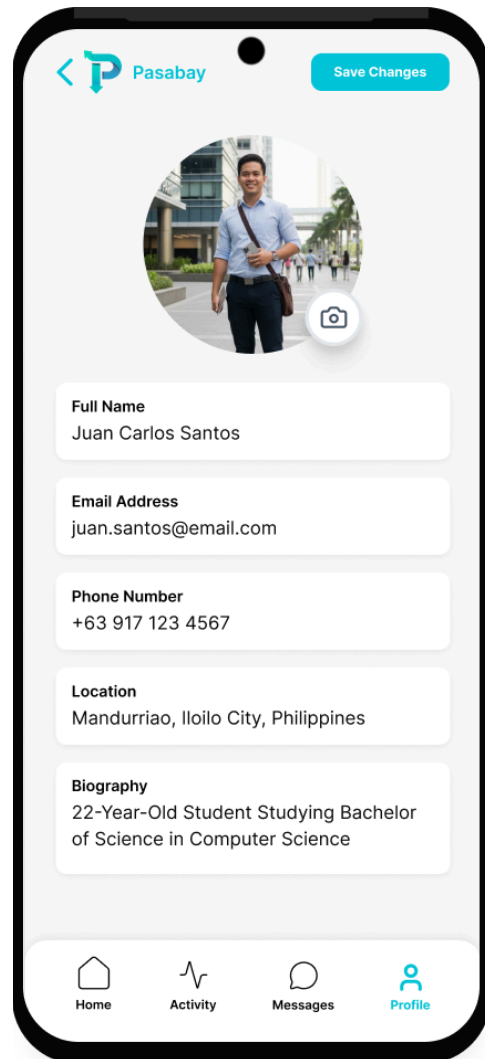 Pasabay
Save Changes
Full Name
Juan Carlos Santos
Email Address
juan.santos@email.com
Phone Number
+63 917 123 4567
Location
Mandurriao, Iloilo City, Philippines
Biography
22-Year-Old Student Studying Bachelor
of Science in Computer Science
Home
Activity
Messages
Profile